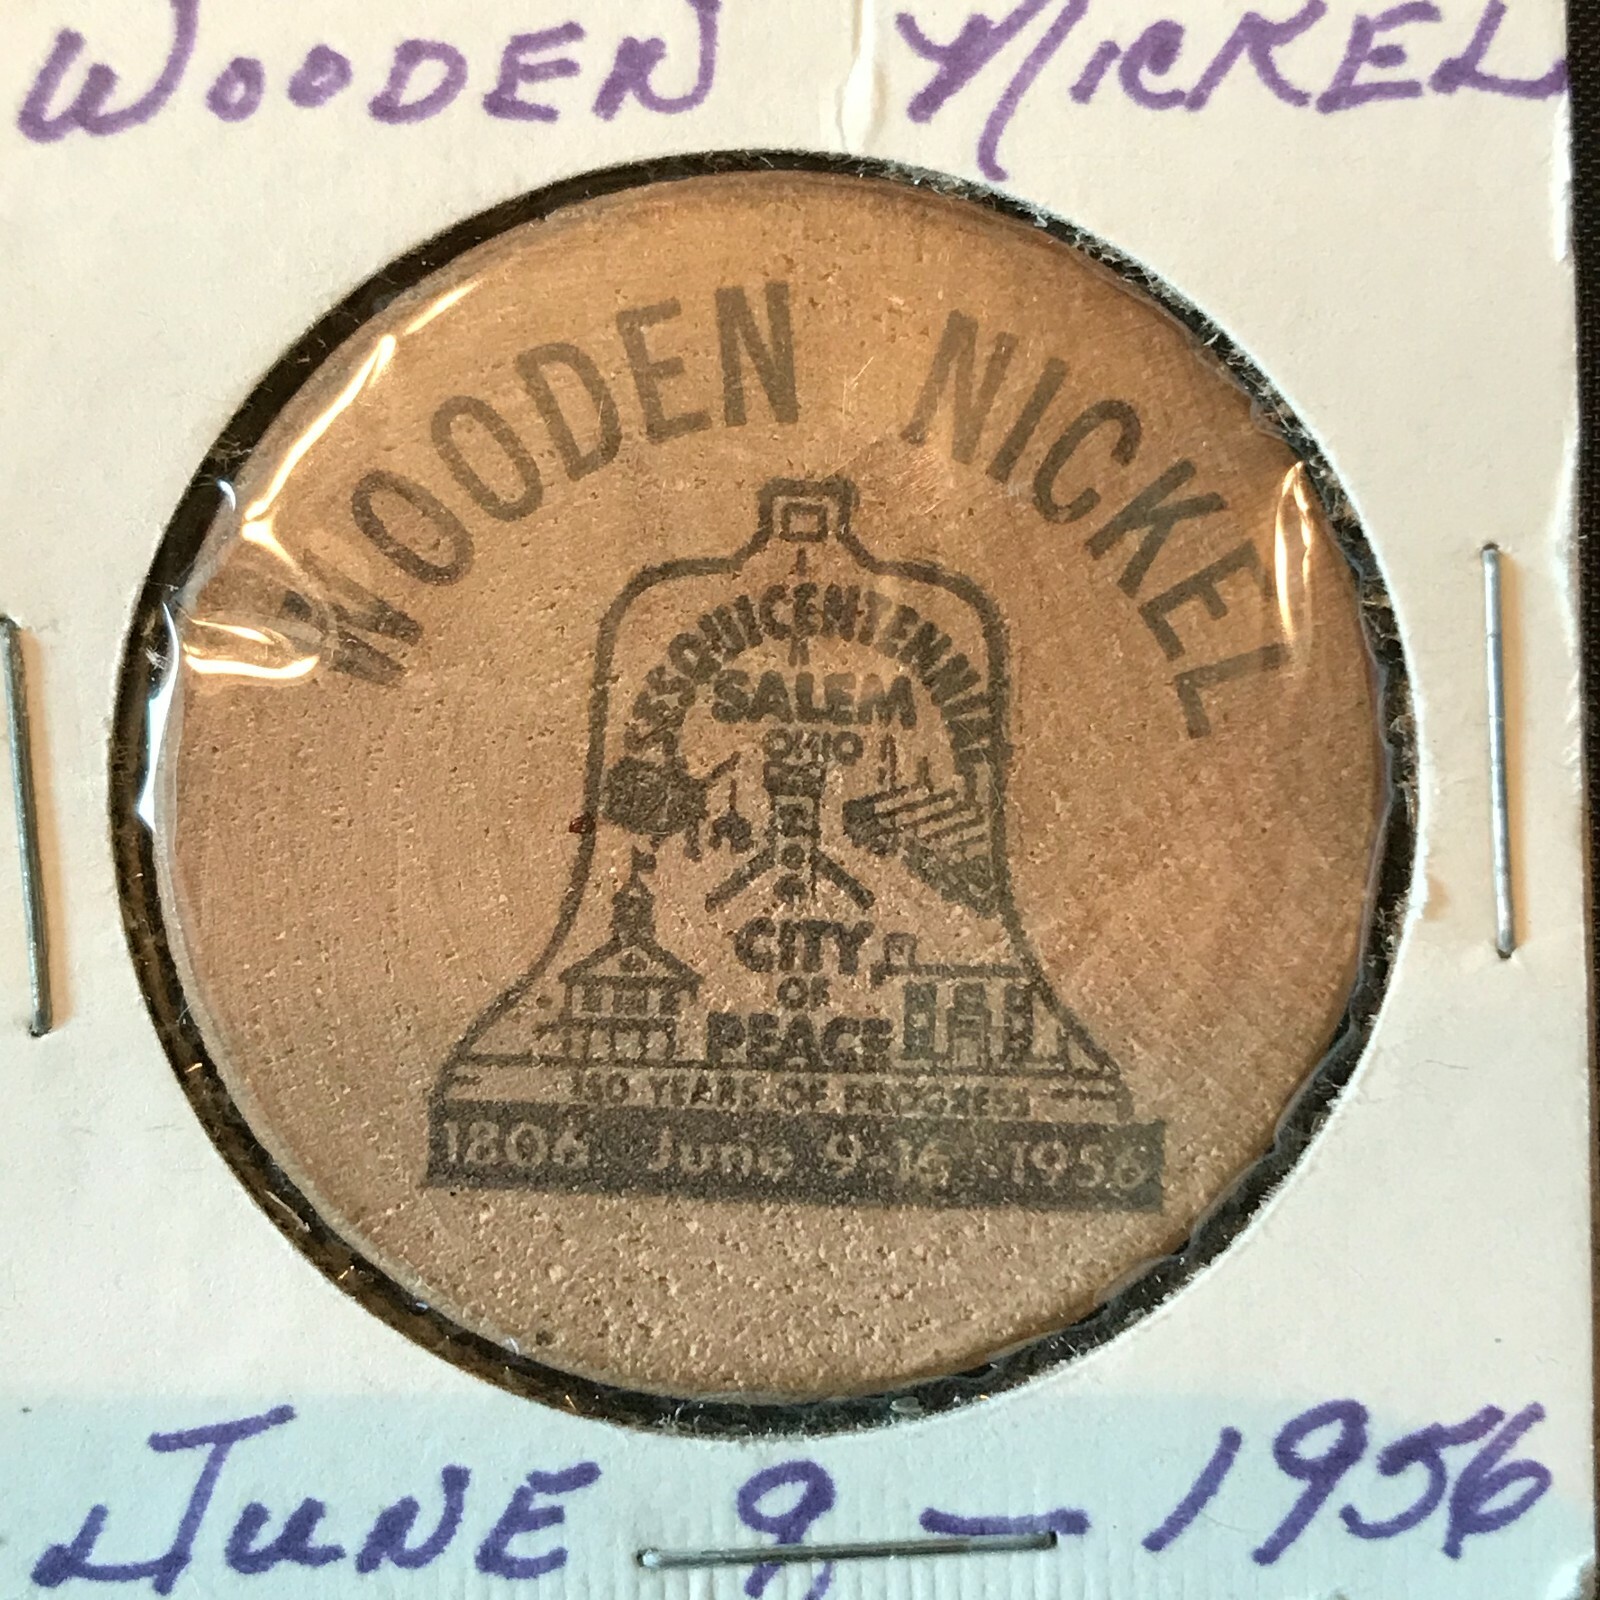 WOODEN NICKEL
WOODEN NICKEL
SESQUICENTENNIAL
SALEM
OHIO
CITY
OF
PEACE
150 YEARS OF PROGRESS
1806 June 9-16 1956
JUNE 9, - 1956